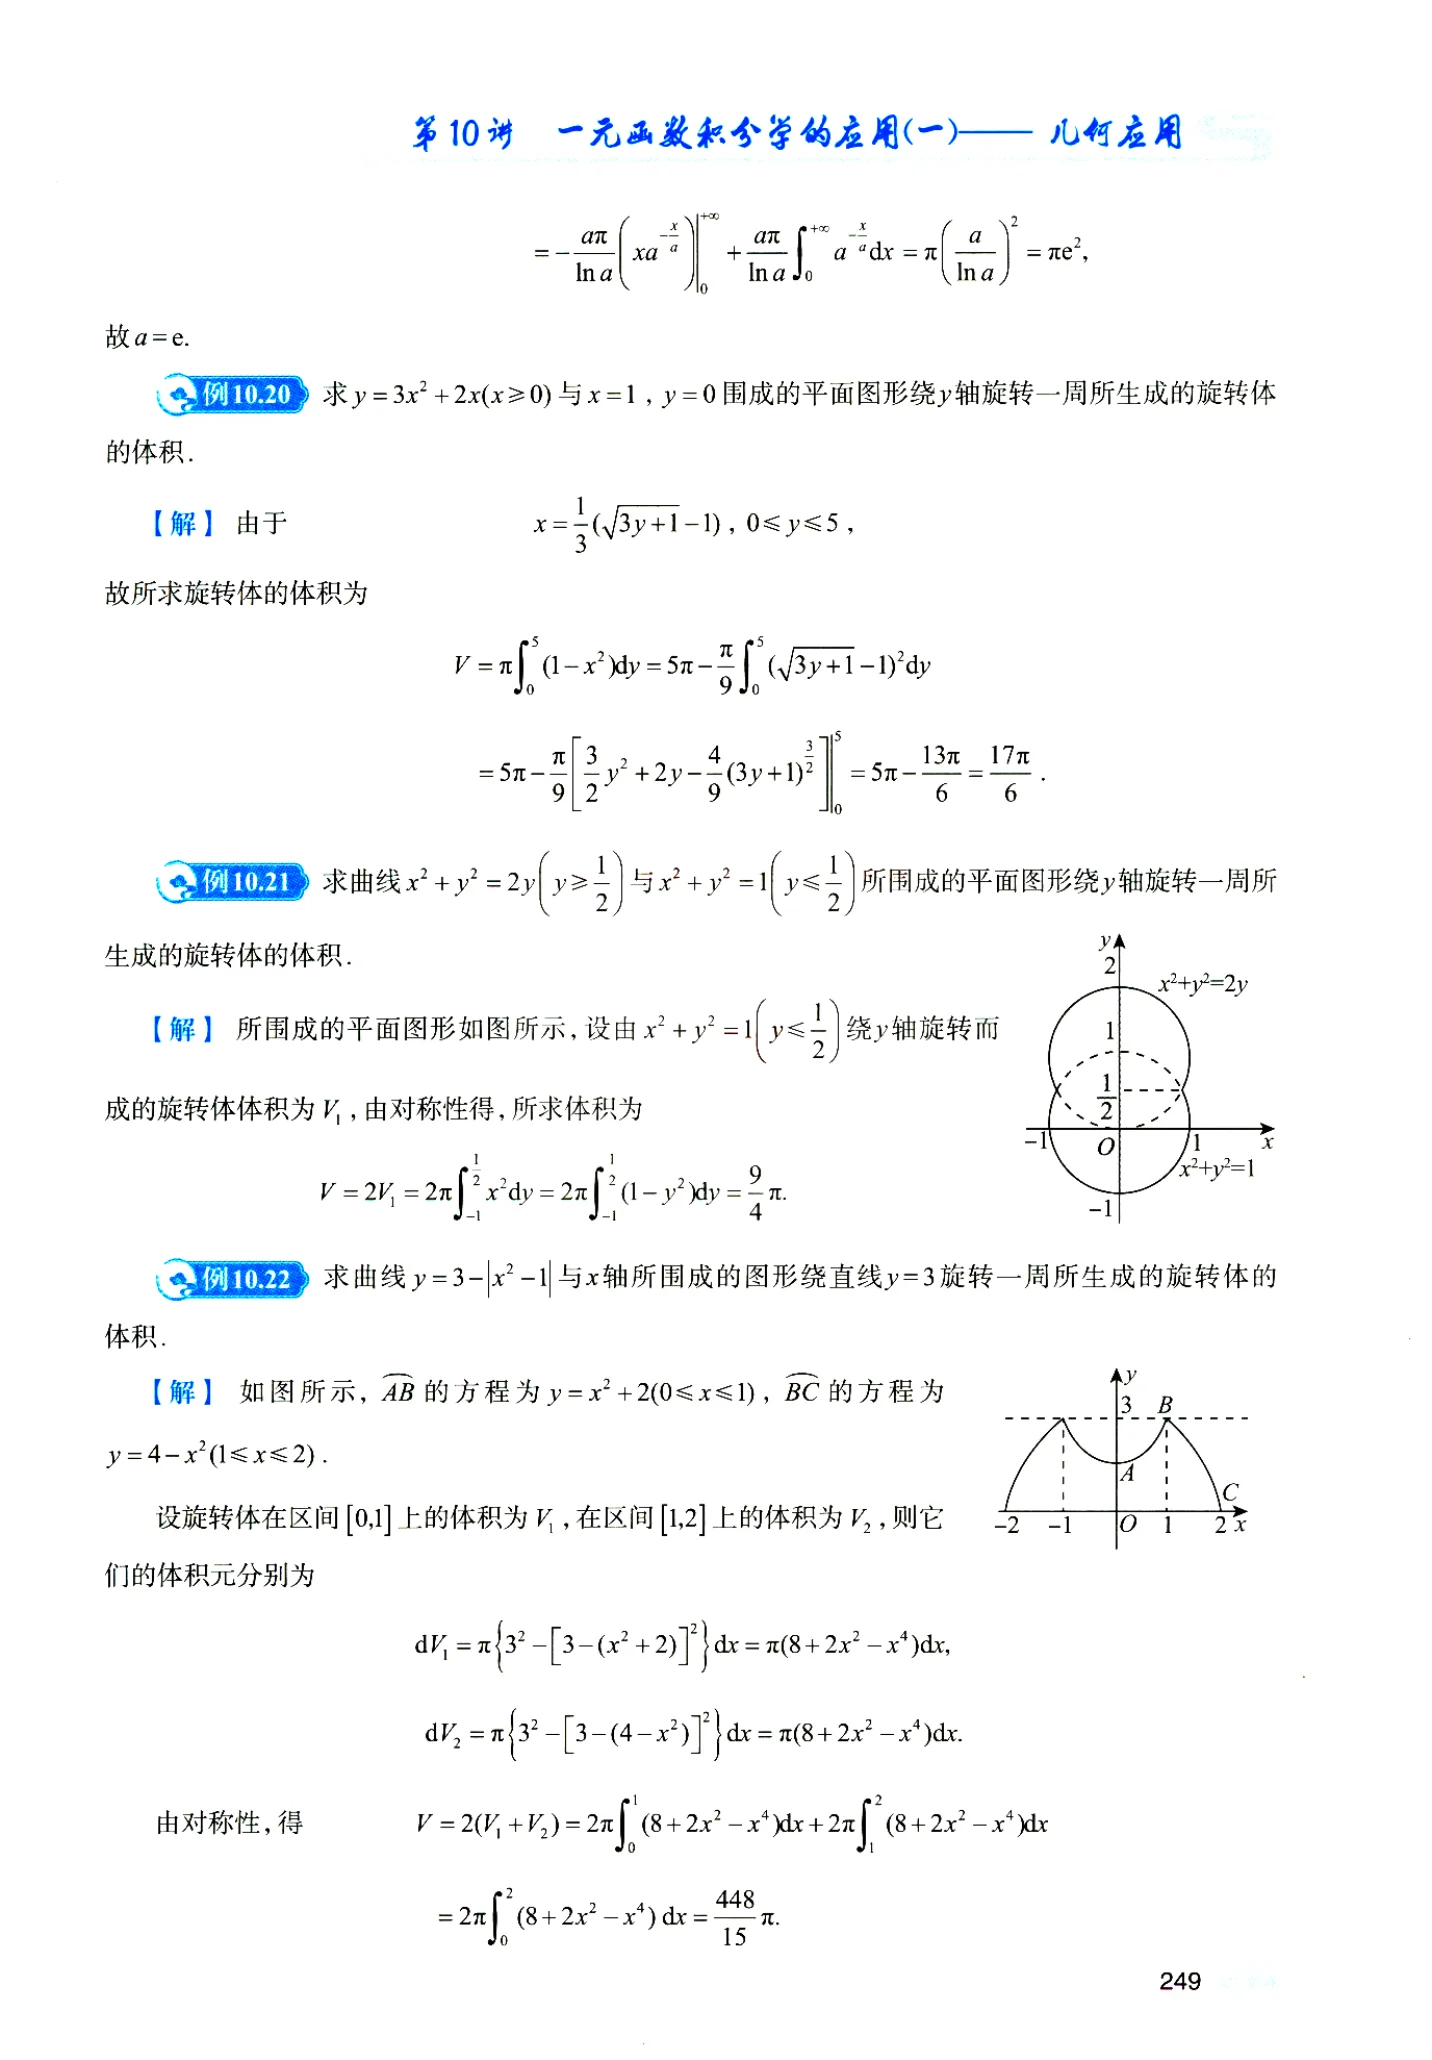 第10讲 一元函数积分学的应用(一)—— 几何应用
$= -\frac{a\pi}{\ln a}\left(xa^{-\frac{x}{a}}\right)\Big|_0^{+\infty} + \frac{a\pi}{\ln a}\int_0^{+\infty} a^{-\frac{x}{a}}dx = \pi\left(\frac{a}{\ln a}\right)^2 = \pi e^2,$
故 a = e.
例10.20 求 $y=3x^2+2x(x\geqslant 0)$ 与 $x=1$, $y=0$ 围成的平面图形绕y轴旋转一周所生成的旋转体
的体积.
【解】 由于 $x=\frac{1}{3}(\sqrt{3y+1}-1)$, $0\leqslant y\leqslant 5$,
故所求旋转体的体积为
$V=\pi\int_0^5(1-x^2)dy=5\pi-\frac{\pi}{9}\int_0^5(\sqrt{3y+1}-1)^2dy$
$=5\pi-\frac{\pi}{9}\left[\frac{3}{2}y^2+2y-\frac{4}{9}(3y+1)^{\frac{3}{2}}\right]\Big|_0^5=5\pi-\frac{13\pi}{6}=\frac{17\pi}{6}.$
例10.21 求曲线 $x^2+y^2=2y\left(y\geqslant\frac{1}{2}\right)$ 与 $x^2+y^2=1\left(y\leqslant\frac{1}{2}\right)$ 所围成的平面图形绕y轴旋转一周所
生成的旋转体的体积.
【解】 所围成的平面图形如图所示,设由 $x^2+y^2=1\left(y\leqslant\frac{1}{2}\right)$ 绕y轴旋转而
成的旋转体体积为 $V_1$,由对称性得,所求体积为
$V=2V_1=2\pi\int_{-1}^{\frac{1}{2}}x^2dy=2\pi\int_{-1}^{\frac{1}{2}}(1-y^2)dy=\frac{9}{4}\pi.$
y
2
$x^2+y^2=2y$
1
$\frac{1}{2}$
-1 O 1 x
$x^2+y^2=1$
-1
例10.22 求曲线 $y=3-|x^2-1|$ 与x轴所围成的图形绕直线y=3旋转一周所生成的旋转体的
体积.
【解】 如图所示, $\overset{\frown}{AB}$ 的方程为 $y=x^2+2(0\leqslant x\leqslant 1)$, $\overset{\frown}{BC}$ 的方程为
$y=4-x^2(1\leqslant x\leqslant 2)$.
设旋转体在区间 [0,1] 上的体积为 $V_1$,在区间 [1,2] 上的体积为 $V_2$,则它
们的体积元分别为
y
3 B
A
C
-2 -1 O 1 2 x
$dV_1=\pi\left\{3^2-\left[3-(x^2+2)\right]^2\right\}dx=\pi(8+2x^2-x^4)dx,$
$dV_2=\pi\left\{3^2-\left[3-(4-x^2)\right]^2\right\}dx=\pi(8+2x^2-x^4)dx.$
由对称性,得 $V=2(V_1+V_2)=2\pi\int_0^1(8+2x^2-x^4)dx+2\pi\int_1^2(8+2x^2-x^4)dx$
$=2\pi\int_0^2(8+2x^2-x^4)dx=\frac{448}{15}\pi.$
249